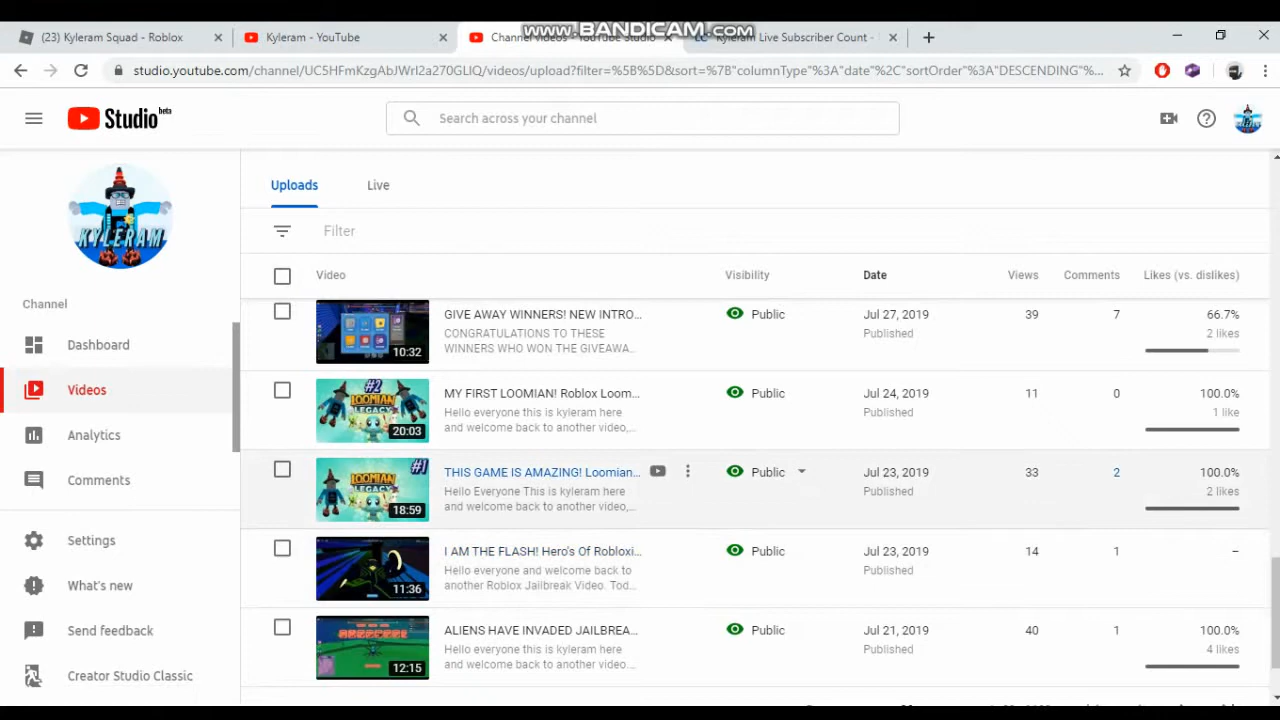 www.BANDICAM.com
(23) Kyleram Squad - Roblox
Kyleram - YouTube
Channel videos - YouTube Studio
Kyleram Live Subscriber Count -
studio.youtube.com/channel/UC5HFmKzgAbJWrl2a270GLIQ/videos/upload?filter=%5B%5D&sort=%7B"columnType"%3A"date"%2C"sortOrder"%3A"DESCENDING"%...
Studio beta
Search across your channel
KYLERAM
Channel
Dashboard
Videos
Analytics
Comments
Settings
What's new
Send feedback
Creator Studio Classic
Uploads
Live
Filter
Video
Visibility
Date
Views
Comments
Likes (vs. dislikes)
10:32
GIVE AWAY WINNERS! NEW INTRO...
CONGRATULATIONS TO THESE
WINNERS WHO WON THE GIVEAWA...
Public
Jul 27, 2019
Published
39
7
66.7%
2 likes
#2
LOOMIAN
LEGACY
20:03
MY FIRST LOOMIAN! Roblox Loom...
Hello everyone this is kyleram here
and welcome back to another video,...
Public
Jul 24, 2019
Published
11
0
100.0%
1 like
#1
LOOMIAN
LEGACY
18:59
THIS GAME IS AMAZING! Loomian...
Hello Everyone This is kyleram here
and welcome back to another video,...
Public
Jul 23, 2019
Published
33
2
100.0%
2 likes
11:36
I AM THE FLASH! Hero's Of Robloxi...
Hello everyone and welcome back to
another Roblox Jailbreak Video. Tod...
Public
Jul 23, 2019
Published
14
1
–
12:15
ALIENS HAVE INVADED JAILBREA...
Hello everyone this is kyleram here
and welcome back to another video,...
Public
Jul 21, 2019
Published
40
1
100.0%
4 likes